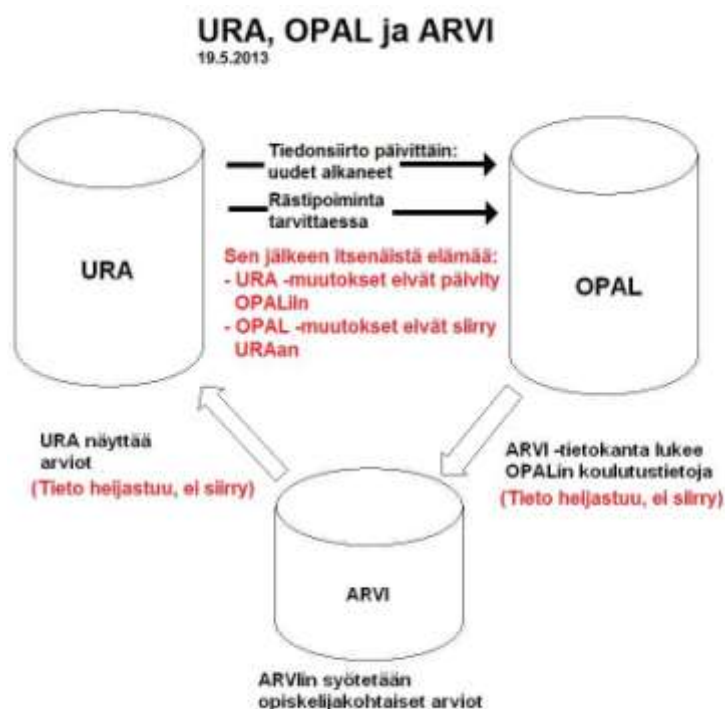 URA, OPAL ja ARVI
19.5.2013
Tiedonsiirto päivittäin:
uudet alkaneet
Rästipoiminta
tarvittaessa
Sen jälkeen itsenäistä elämää:
- URA -muutokset eivät päivity
OPALiin
- OPAL -muutokset eivät siirry
URAan
URA
OPAL
URA näyttää
arviot
(Tieto heijastuu, ei siirry)
ARVI -tietokanta lukee
OPALin koulutustietoja
(Tieto heijastuu, ei siirry)
ARVI
ARVIin syötetään
opiskelijakohtaiset arviot